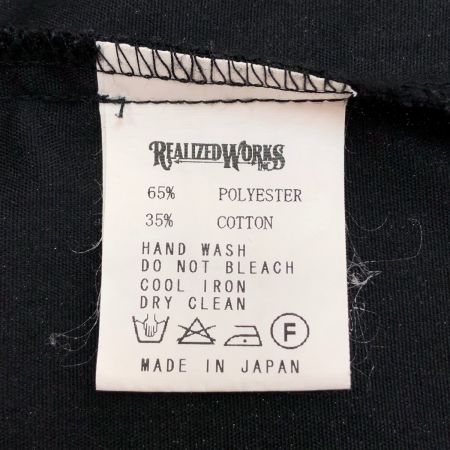 REALIZEDWORKS INC
65% POLYESTER
35% COTTON
HAND WASH
DO NOT BLEACH
COOL IRON
DRY CLEAN
F
MADE IN JAPAN